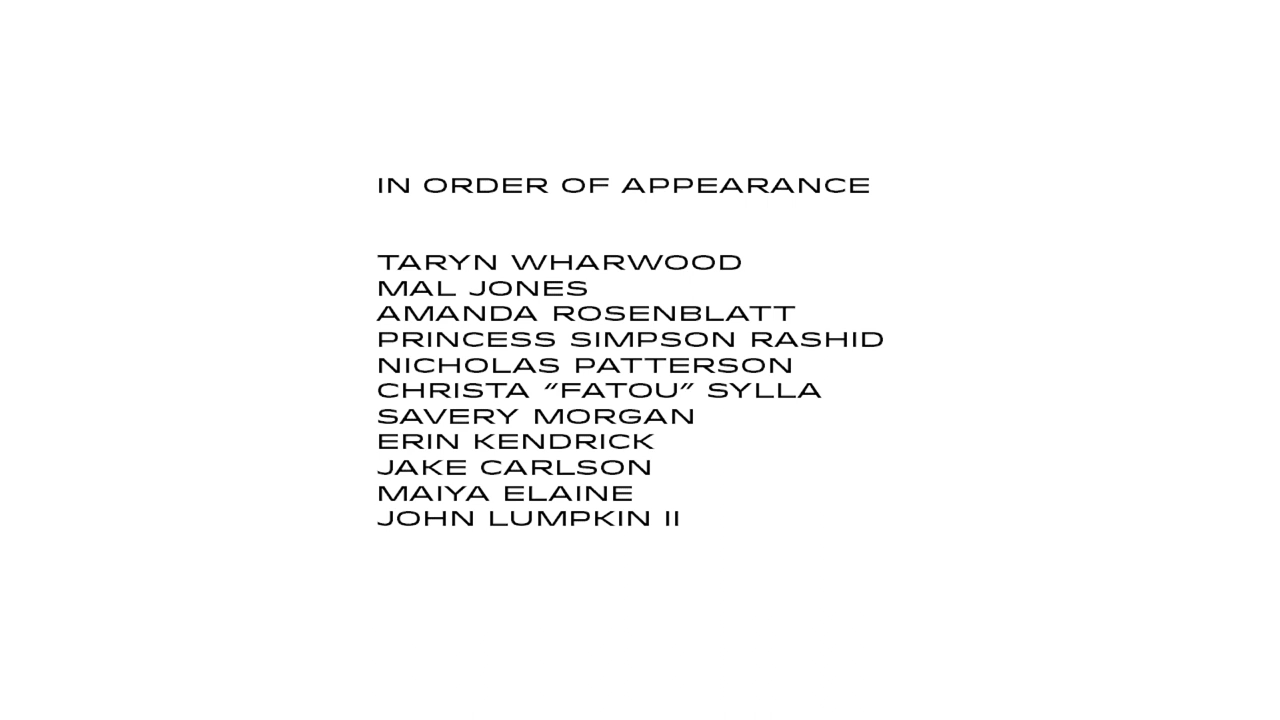 IN ORDER OF APPEARANCE
TARYN WHARWOOD
MAL JONES
AMANDA ROSENBLATT
PRINCESS SIMPSON RASHID
NICHOLAS PATTERSON
CHRISTA “FATOU” SYLLA
SAVERY MORGAN
ERIN KENDRICK
JAKE CARLSON
MAIYA ELAINE
JOHN LUMPKIN II